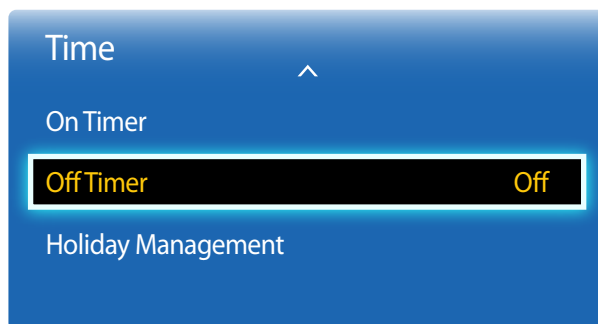 Time
On Timer
Off Timer Off
Holiday Management